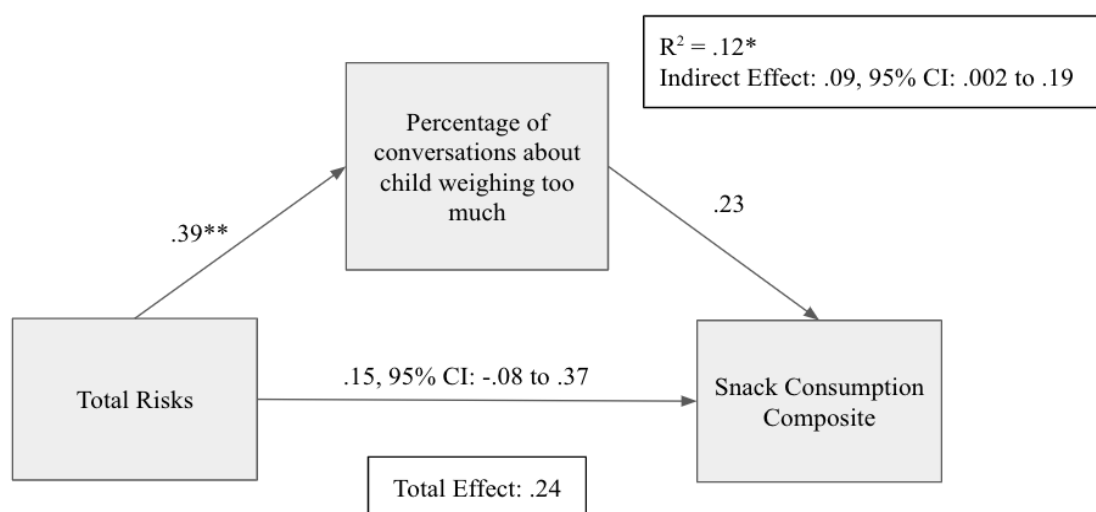 R² = .12*
Indirect Effect: .09, 95% CI: .002 to .19
Percentage of
conversations about
child weighing too
much
.39**
.23
Total Risks
.15, 95% CI: -.08 to .37
Snack Consumption
Composite
Total Effect: .24